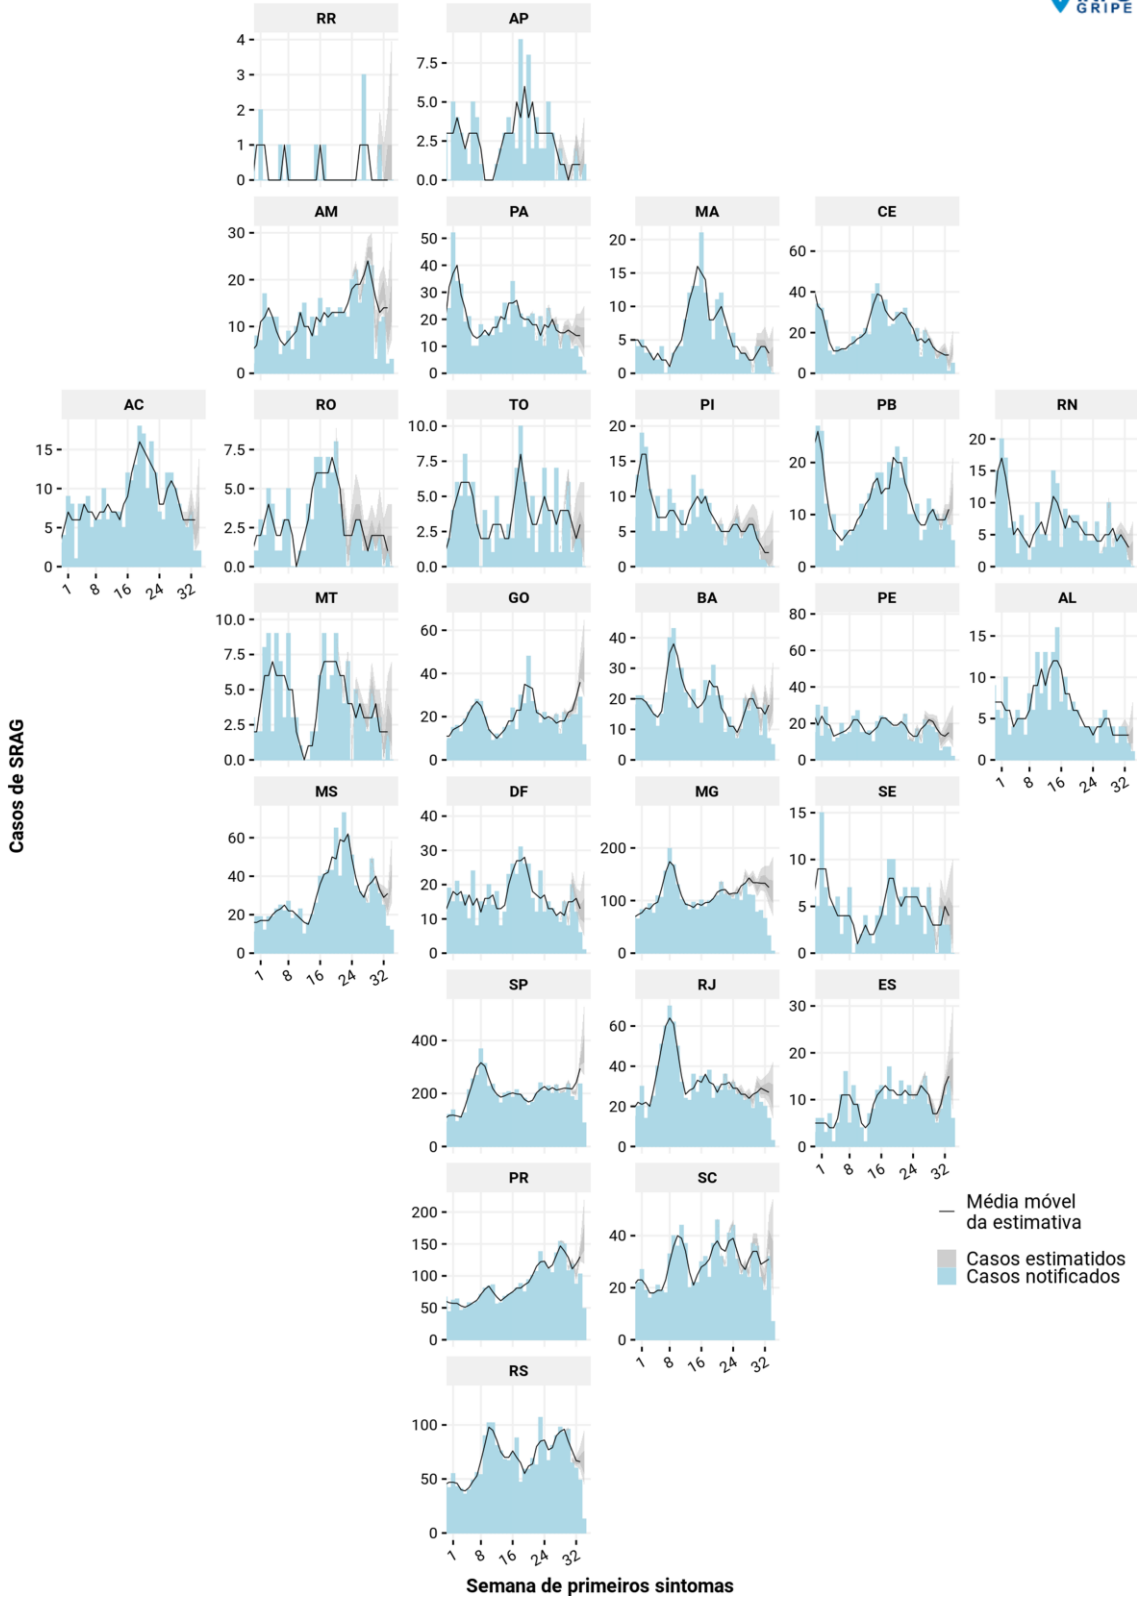 GRIPE
RR
AP
4
3
2
1
0
7.5
5.0
2.5
0.0
AM
PA
MA
CE
30
20
10
0
50
40
30
20
10
0
20
15
10
5
0
60
40
20
0
AC
RO
TO
PI
PB
RN
15
10
5
0
7.5
5.0
2.5
0.0
10.0
7.5
5.0
2.5
0.0
20
15
10
5
0
20
10
0
20
15
10
5
0
1 8 16 24 32
MT
GO
BA
PE
AL
10.0
7.5
5.0
2.5
0.0
60
40
20
0
40
30
20
10
0
80
60
40
20
0
15
10
5
0
1 8 16 24 32
MS
DF
MG
SE
60
40
20
0
40
30
20
10
0
200
100
0
15
10
5
0
1 8 16 24 32
SP
RJ
ES
400
200
0
60
40
20
0
30
20
10
0
1 8 16 24 32
PR
SC
200
150
100
50
0
40
20
0
1 8 16 24 32
RS
100
50
0
1 8 16 24 32
Casos de SRAG
Semana de primeiros sintomas
Média móvel
da estimativa
Casos estimatidos
Casos notificados